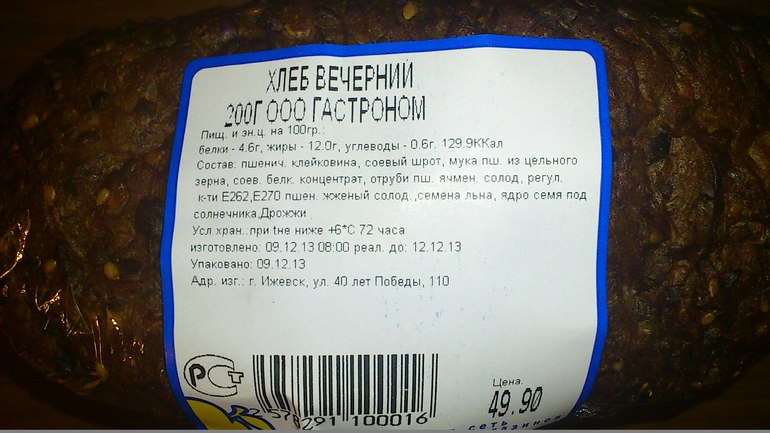 ХЛЕБ ВЕЧЕРНИЙ
200Г ООО ГАСТРОНОМ
Пищ. и эн.ц. на 100гр.:
белки - 4.6г, жиры - 12.0г, углеводы - 0.6г. 129.9ККал
Состав: пшенич. клейковина, соевый шрот, мука пш. из цельного
зерна, соев. белк. концентрат, отруби пш. ячмен. солод, регул.
к-ти Е262,Е270 пшен. жженый солод ,семена льна, ядро семя под
солнечника.Дрожжи
Усл.хран.:при tне ниже +6*С 72 часа
изготовлено: 09.12.13 08:00 реал. до: 12.12.13
Упаковано: 09.12.13
Адр. изг.: г. Ижевск, ул. 40 лет Победы, 110
РСТ
291 100016
Цена:
49.90
сеть